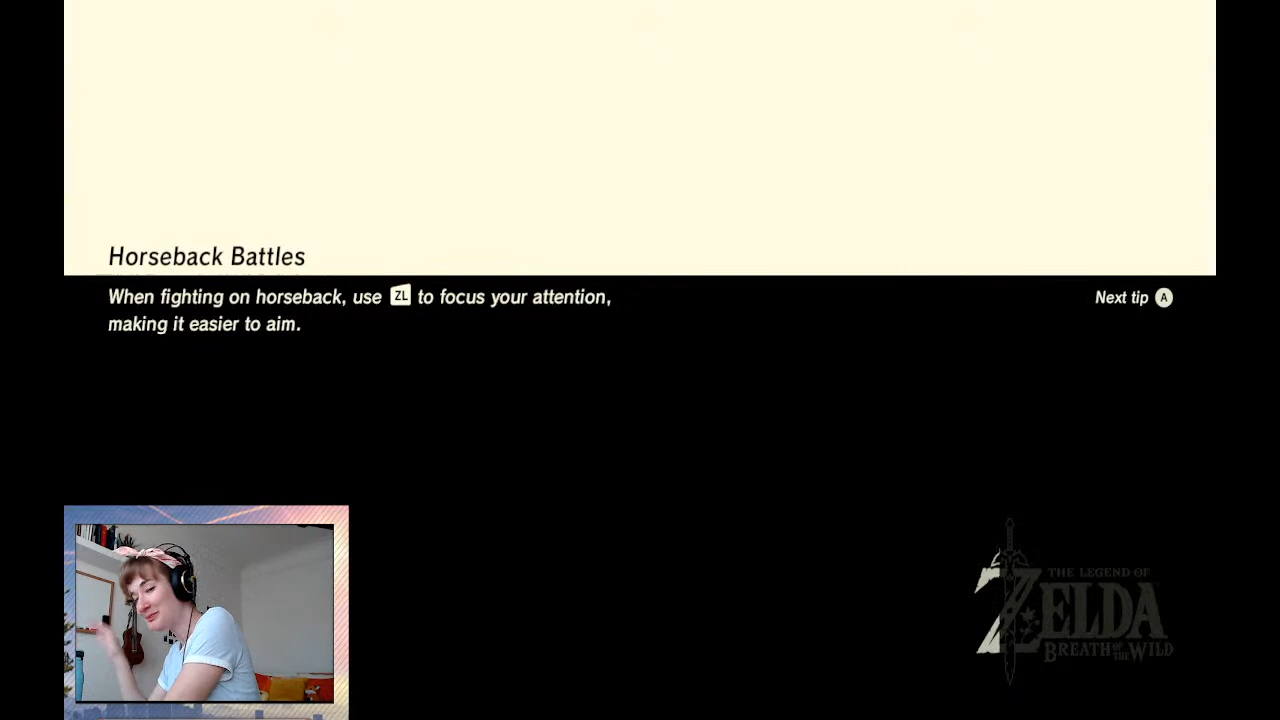 Horseback Battles
When fighting on horseback, use ZL to focus your attention,
making it easier to aim.
Next tip A
THE LEGEND OF
ZELDA
BREATH OF THE WILD